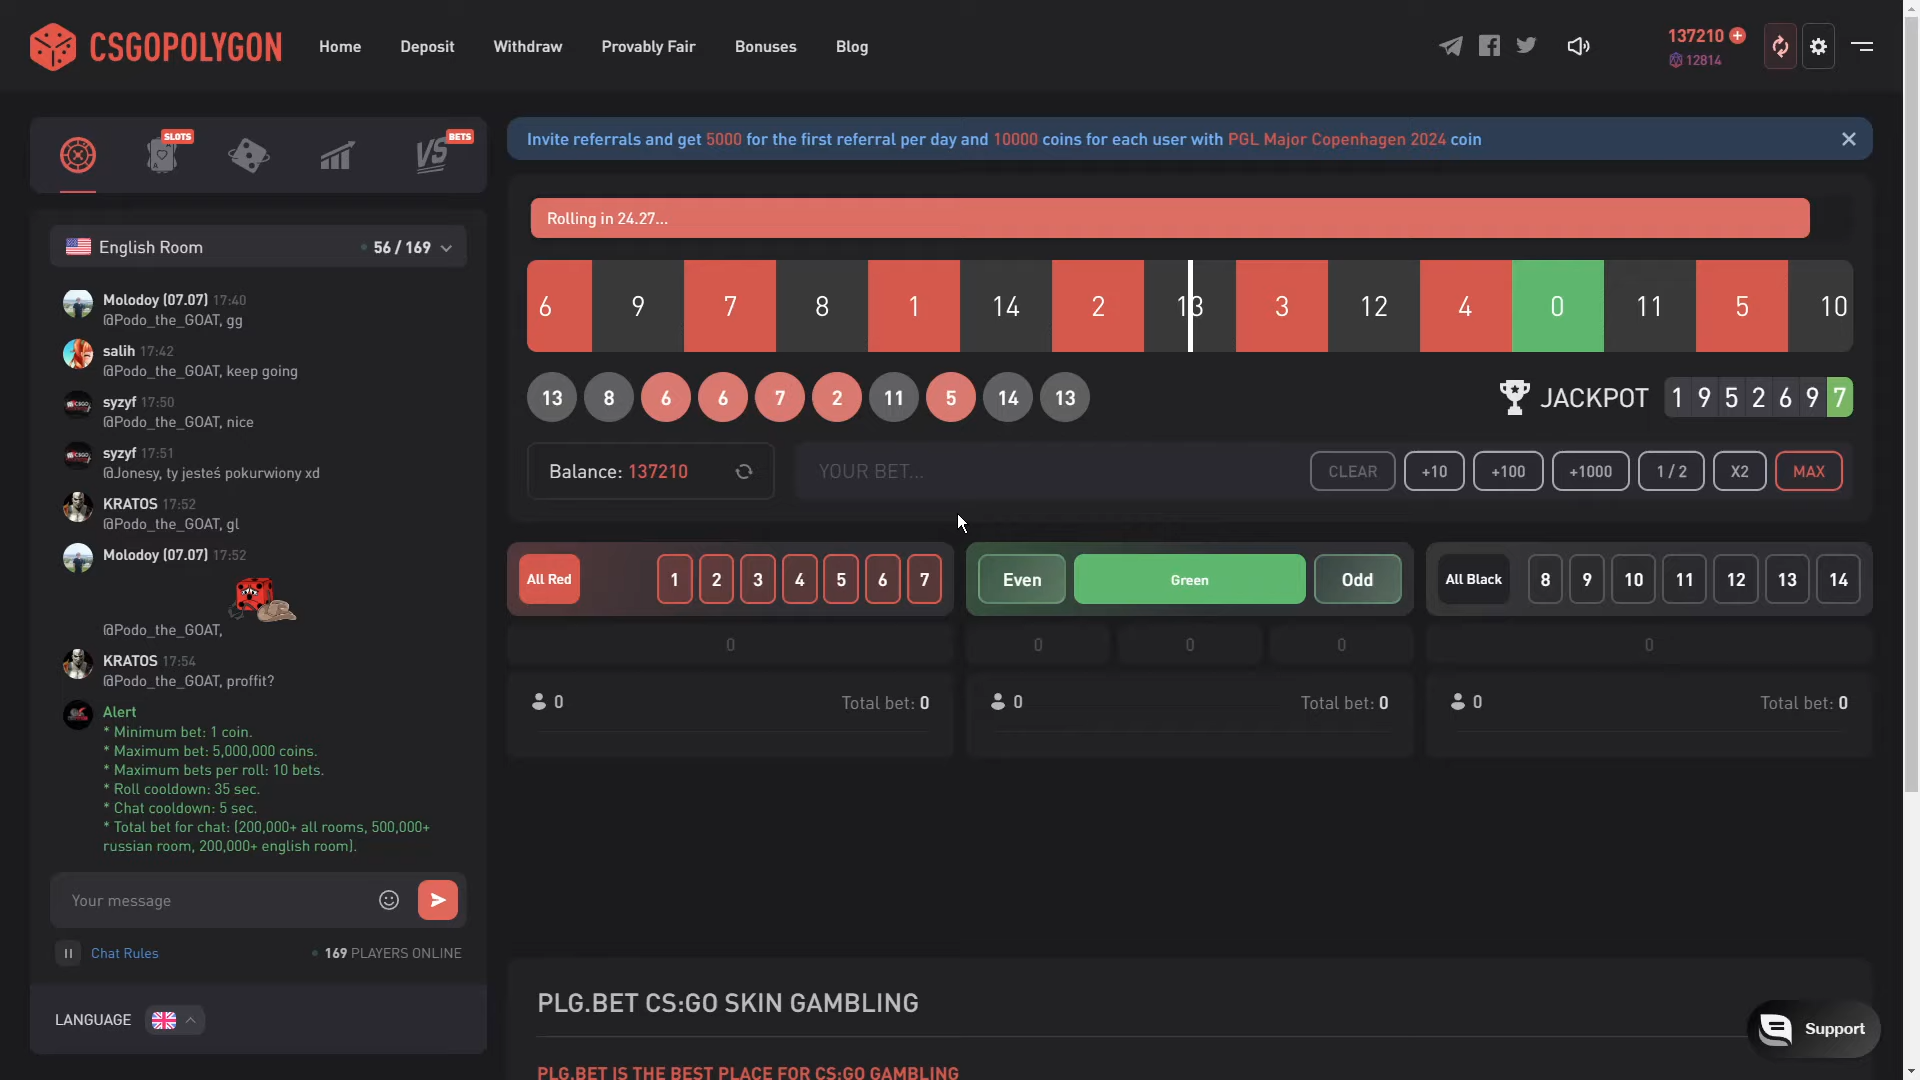 CSGOPOLYGON
Home
Deposit
Withdraw
Provably Fair
Bonuses
Blog
137210
12814
SLOTS
VS
BETS
English Room
56 / 169
Molodoy (07.07) 17:40
@Podo_the_GOAT, gg
salih 17:42
@Podo_the_GOAT, keep going
syzyf 17:50
@Podo_the_GOAT, nice
syzyf 17:51
@Jonesy, ty jesteś pokurwiony xd
KRATOS 17:52
@Podo_the_GOAT, gl
Molodoy (07.07) 17:52
@Podo_the_GOAT,
KRATOS 17:54
@Podo_the_GOAT, proffit?
Alert
* Minimum bet: 1 coin.
* Maximum bet: 5,000,000 coins.
* Maximum bets per roll: 10 bets.
* Roll cooldown: 35 sec.
* Chat cooldown: 5 sec.
* Total bet for chat: (200,000+ all rooms, 500,000+
russian room, 200,000+ english room).
Your message
Chat Rules
169 PLAYERS ONLINE
LANGUAGE
Invite referrals and get 5000 for the first referral per day and 10000 coins for each user with PGL Major Copenhagen 2024 coin
Rolling in 24.27...
6 9 7 8 1 14 2 13 3 12 4 0 11 5 10
13 8 6 6 7 2 11 5 14 13
JACKPOT 1 9 5 2 6 9 7
Balance: 137210
YOUR BET...
CLEAR
+10
+100
+1000
1 / 2
X2
MAX
All Red 1 2 3 4 5 6 7
Even Green Odd
All Black 8 9 10 11 12 13 14
0 0 0 0 0
0 Total bet: 0
0 Total bet: 0
0 Total bet: 0
PLG.BET CS:GO SKIN GAMBLING
PLG.BET IS THE BEST PLACE FOR CS:GO GAMBLING
Support